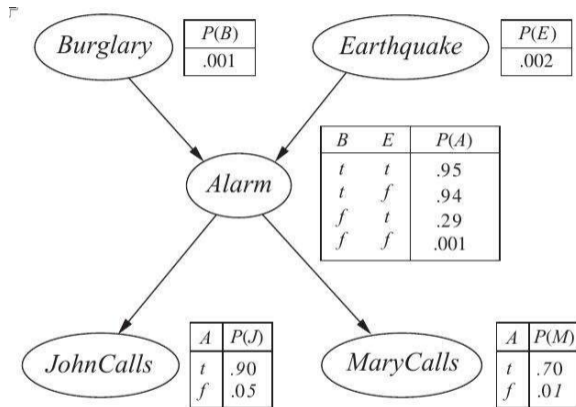 Burglary
P(B)
.001
Earthquake
P(E)
.002
Alarm
B E P(A)
t t .95
t f .94
f t .29
f f .001
JohnCalls
A P(J)
t .90
f .05
MaryCalls
A P(M)
t .70
f .01